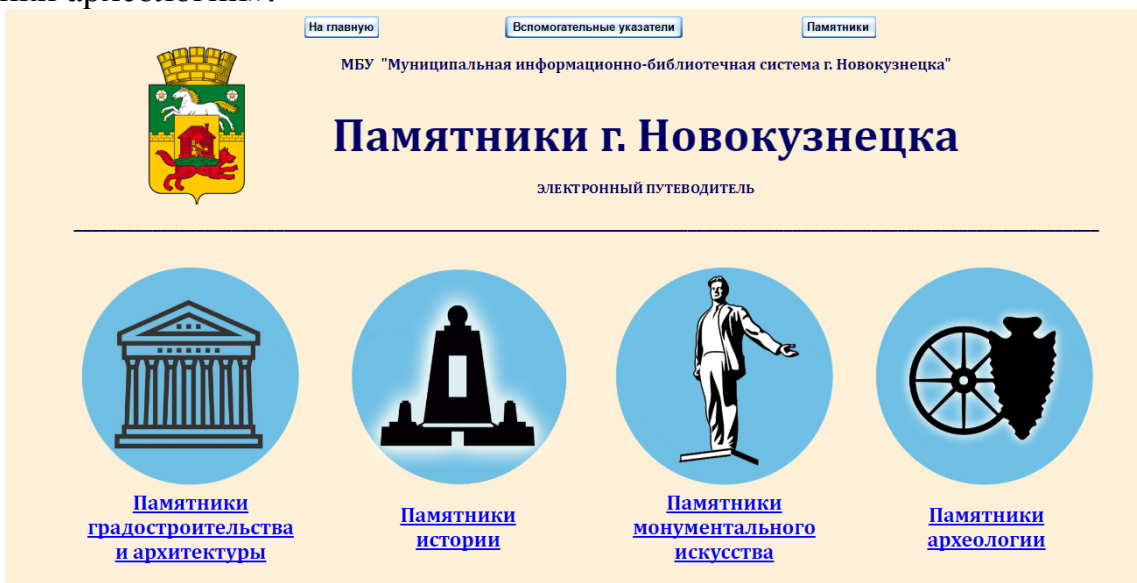 археологии».
На главную
Вспомогательные указатели
Памятники
МБУ "Муниципальная информационно-библиотечная система г. Новокузнецка"
Памятники г. Новокузнецка
ЭЛЕКТРОННЫЙ ПУТЕВОДИТЕЛЬ
Памятники
градостроительства
и архитектуры
Памятники
истории
Памятники
монументального
искусства
Памятники
археологии